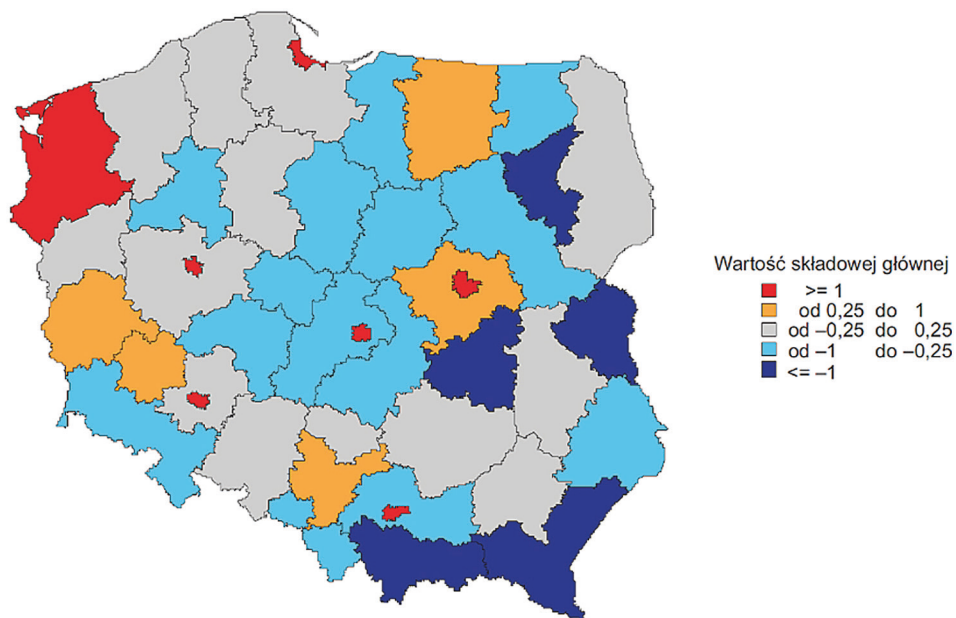 Wartość składowej głównej
>= 1
od 0,25 do 1
od –0,25 do 0,25
od –1 do –0,25
<= –1